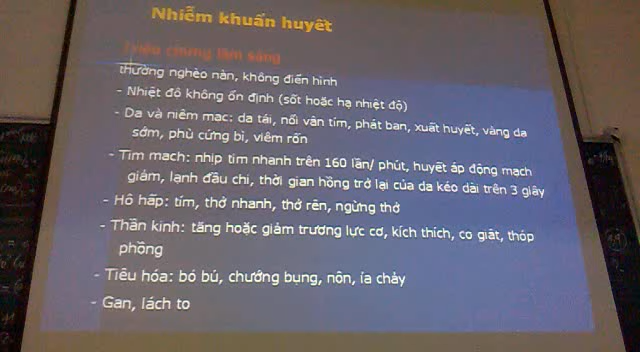 Nhiễm khuẩn huyết
Triệu chứng lâm sàng
thường nghèo nàn, không điển hình
- Nhiệt độ không ổn định (sốt hoặc hạ nhiệt độ)
- Da và niêm mạc: da tái, nổi vân tím, phát ban, xuất huyết, vàng da
sớm, phù cứng bì, viêm rốn
- Tim mạch: nhịp tim nhanh trên 160 lần/ phút, huyết áp động mạch
giảm, lạnh đầu chi, thời gian hồng trở lại của da kéo dài trên 3 giây
- Hô hấp: tím, thở nhanh, thở rên, ngừng thở
- Thần kinh: tăng hoặc giảm trương lực cơ, kích thích, co giật, thóp
phồng
- Tiêu hóa: bỏ bú, chướng bụng, nôn, ỉa chảy
- Gan, lách to